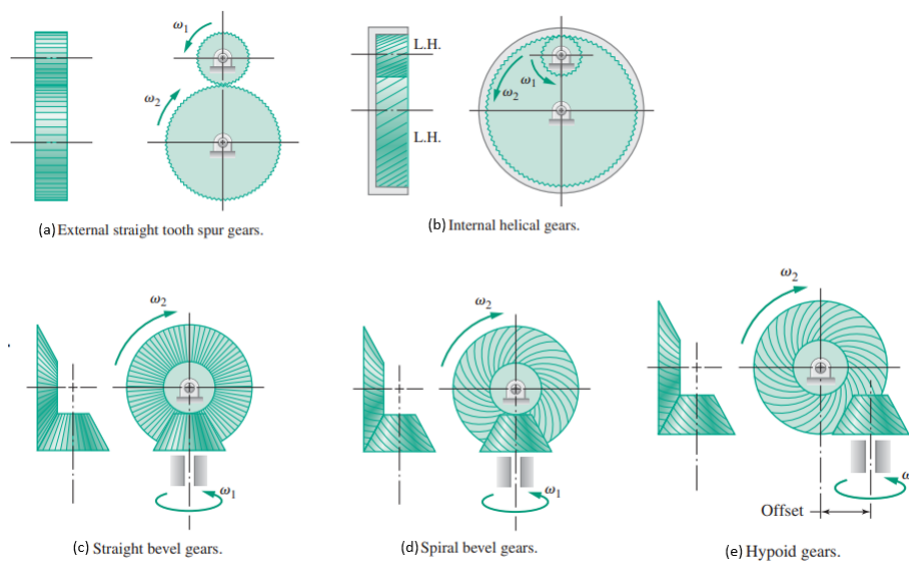 ω1
ω2
(a) External straight tooth spur gears.
L.H.
ω1
ω2
L.H.
(b) Internal helical gears.
ω2
ω1
(c) Straight bevel gears.
ω2
ω1
(d) Spiral bevel gears.
ω2
ω
Offset
(e) Hypoid gears.